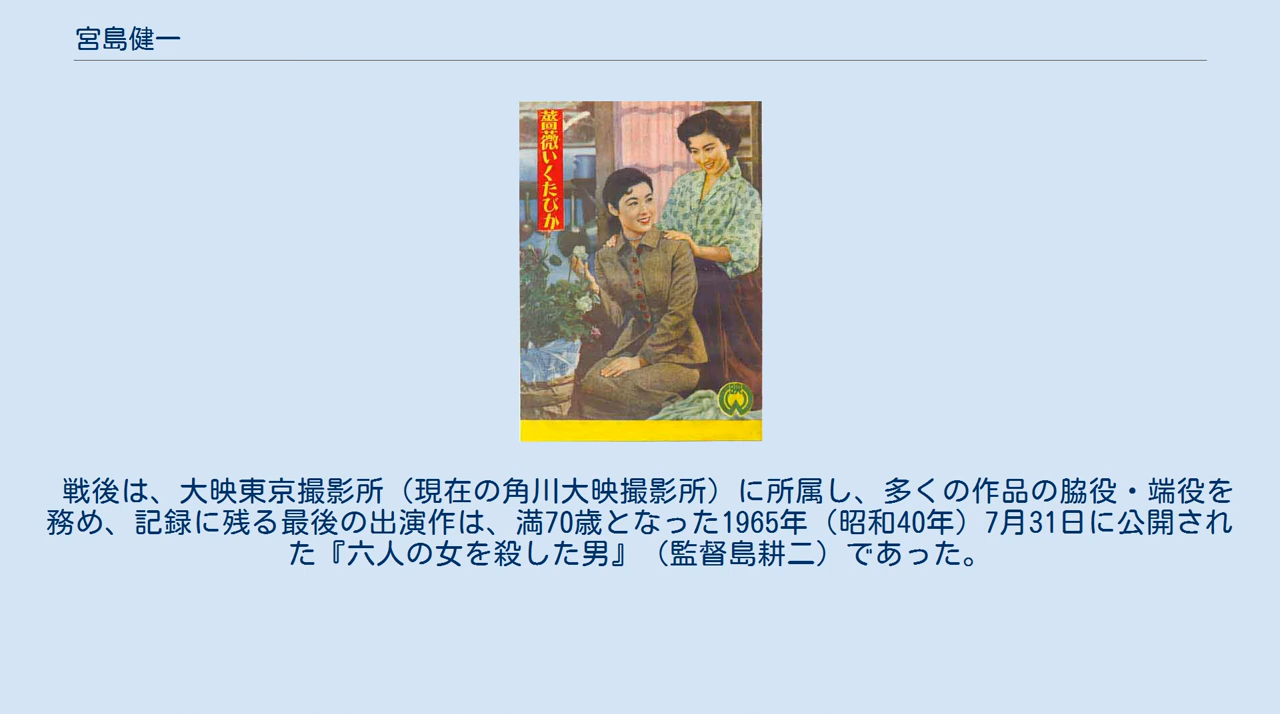 宮島健一
薔薇いくたびか
映
戦後は、大映東京撮影所（現在の角川大映撮影所）に所属し、多くの作品の脇役・端役を
務め、記録に残る最後の出演作は、満70歳となった1965年（昭和40年）7月31日に公開され
た『六人の女を殺した男』（監督島耕二）であった。